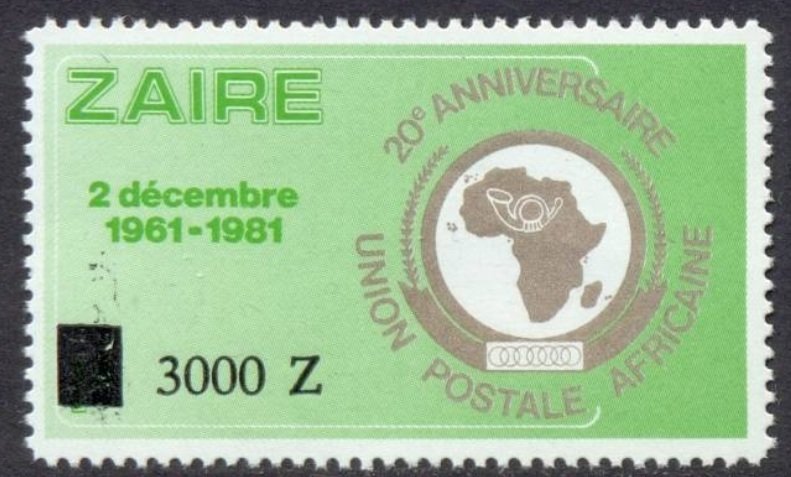 ZAIRE
2 décembre
1961-1981
3000 Z
20e ANNIVERSAIRE
UNION POSTALE AFRICAINE